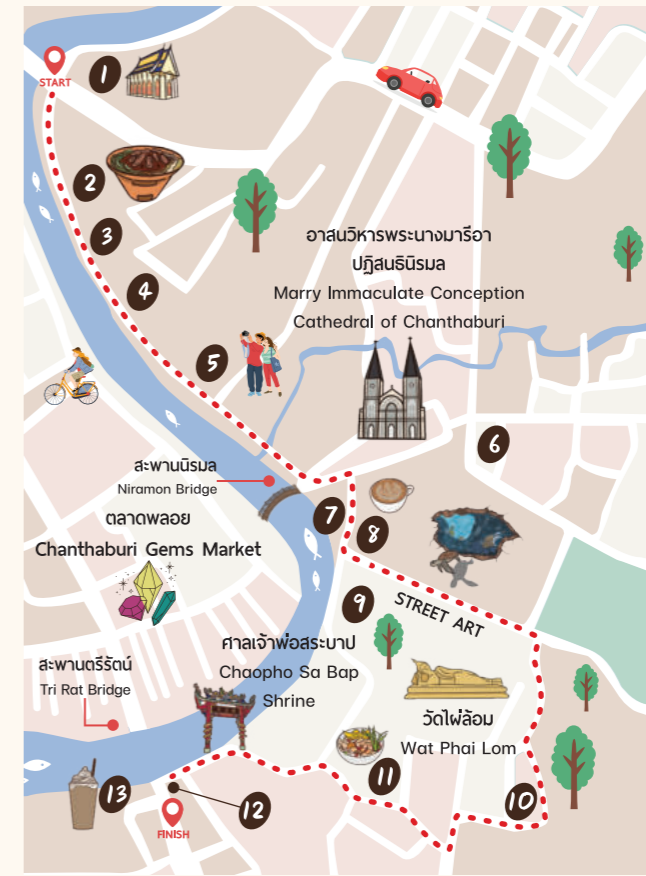 START
1
2
3
4
อาสนวิหารพระนางมารีอา
ปฏิสนธินิรมล
Marry Immaculate Conception
Cathedral of Chanthaburi
5
6
สะพานนิรมล
Niramon Bridge
7
8
ตลาดพลอย
Chanthaburi Gems Market
9
STREET ART
ศาลเจ้าพ่อสระบาป
Chaopho Sa Bap
Shrine
สะพานตรีรัตน์
Tri Rat Bridge
วัดไผ่ล้อม
Wat Phai Lom
11
10
13
12
FINISH